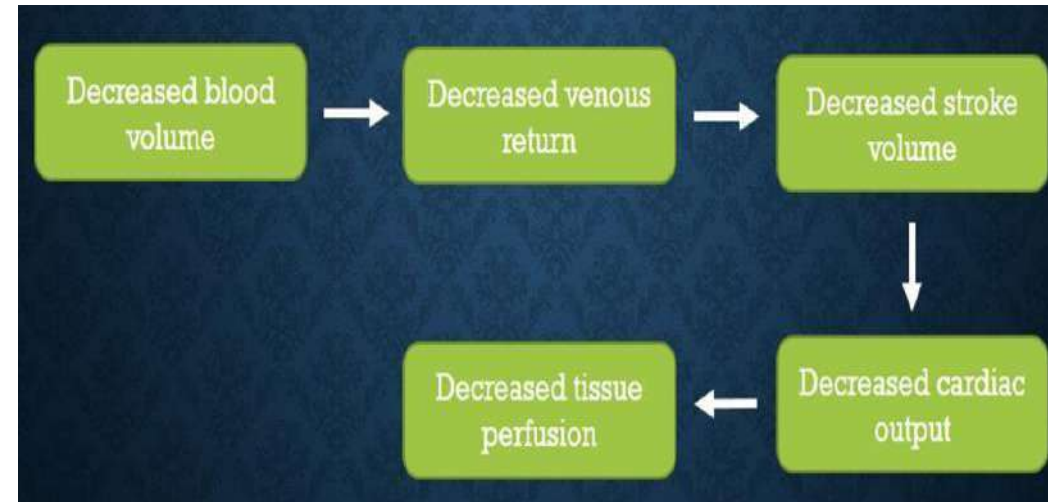 Decreased blood
volume
Decreased venous
return
Decreased stroke
volume
Decreased cardiac
output
Decreased tissue
perfusion